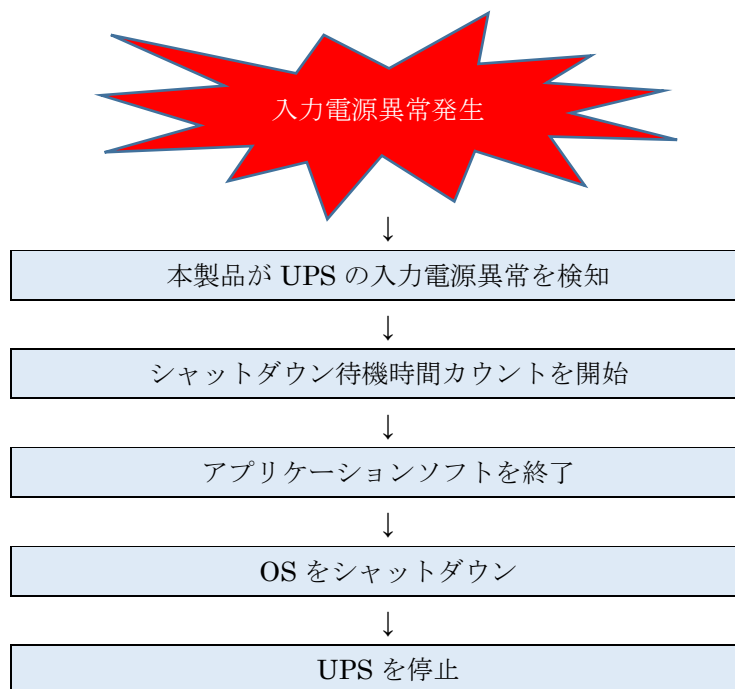 入力電源異常発生
↓
本製品が UPS の入力電源異常を検知
↓
シャットダウン待機時間カウントを開始
↓
アプリケーションソフトを終了
↓
OS をシャットダウン
↓
UPS を停止